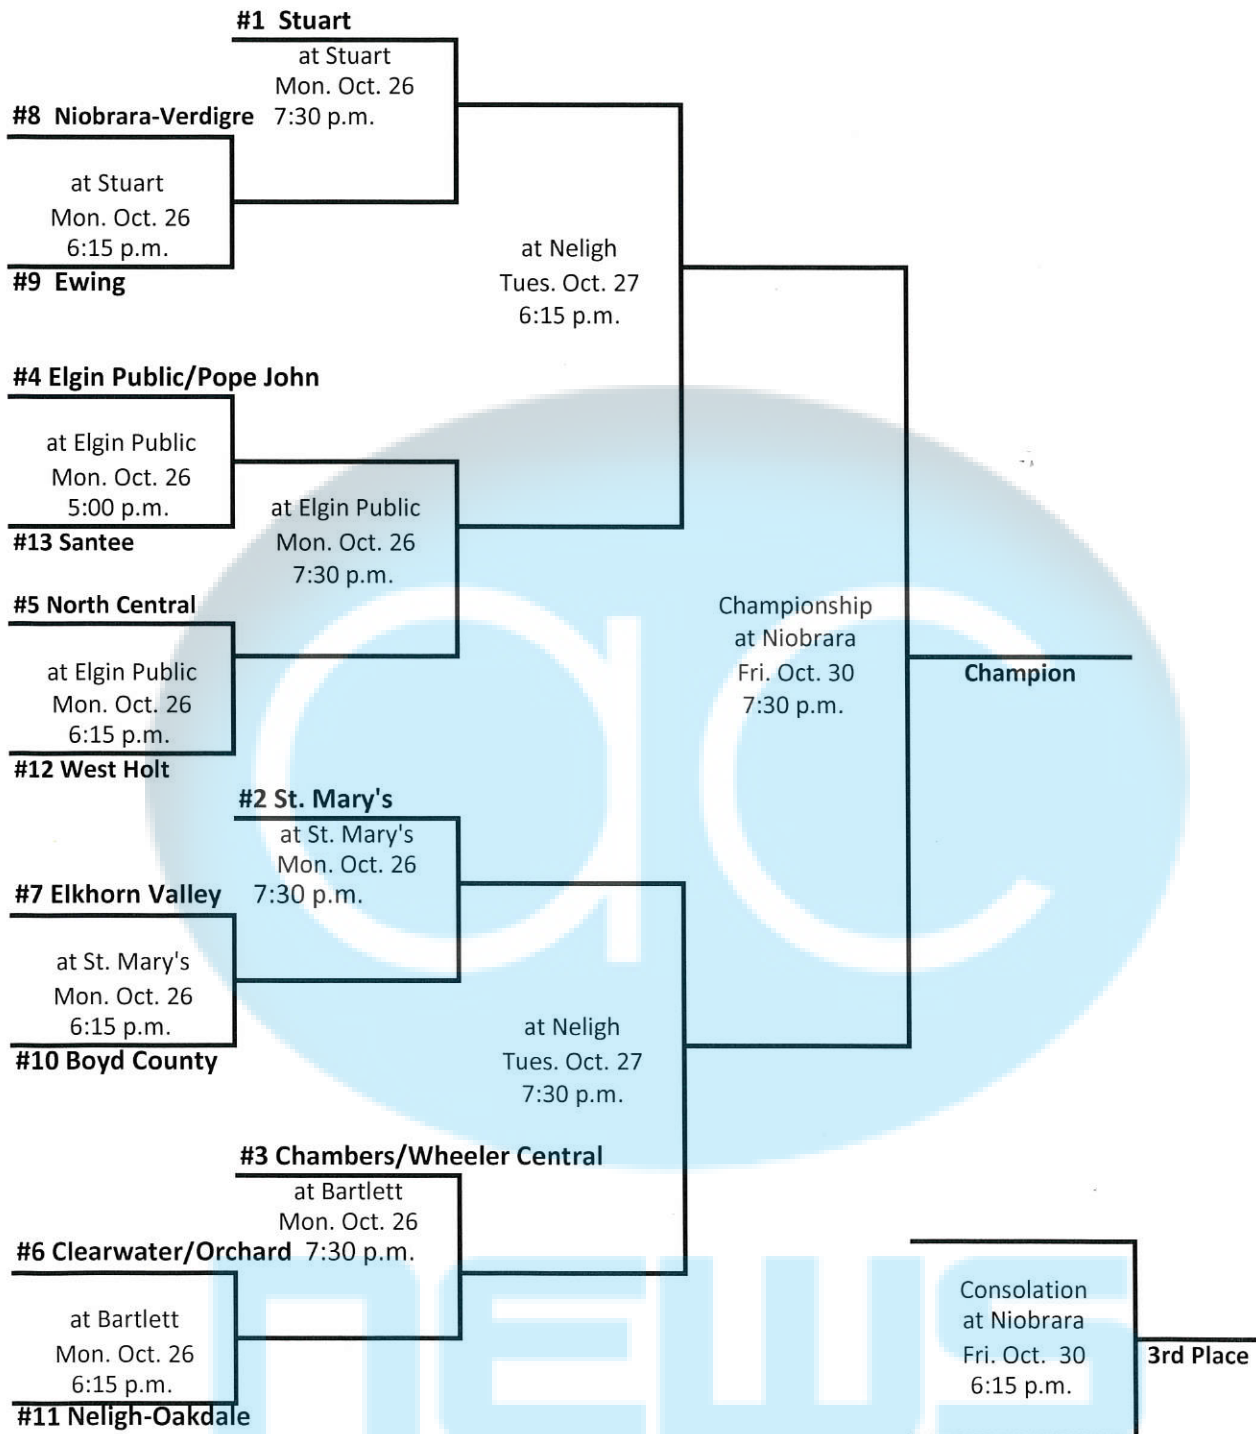 #1 Stuart
at Stuart
Mon. Oct. 26
7:30 p.m.
#8 Niobrara-Verdigre
at Stuart
Mon. Oct. 26
6:15 p.m.
#9 Ewing
at Neligh
Tues. Oct. 27
6:15 p.m.
#4 Elgin Public/Pope John
at Elgin Public
Mon. Oct. 26
5:00 p.m.
#13 Santee
at Elgin Public
Mon. Oct. 26
7:30 p.m.
#5 North Central
at Elgin Public
Mon. Oct. 26
6:15 p.m.
#12 West Holt
Championship
at Niobrara
Fri. Oct. 30
7:30 p.m.
Champion
#2 St. Mary's
at St. Mary's
Mon. Oct. 26
7:30 p.m.
#7 Elkhorn Valley
at St. Mary's
Mon. Oct. 26
6:15 p.m.
#10 Boyd County
at Neligh
Tues. Oct. 27
7:30 p.m.
#3 Chambers/Wheeler Central
at Bartlett
Mon. Oct. 26
7:30 p.m.
#6 Clearwater/Orchard
at Bartlett
Mon. Oct. 26
6:15 p.m.
#11 Neligh-Oakdale
Consolation
at Niobrara
Fri. Oct. 30
6:15 p.m.
3rd Place
ac
news